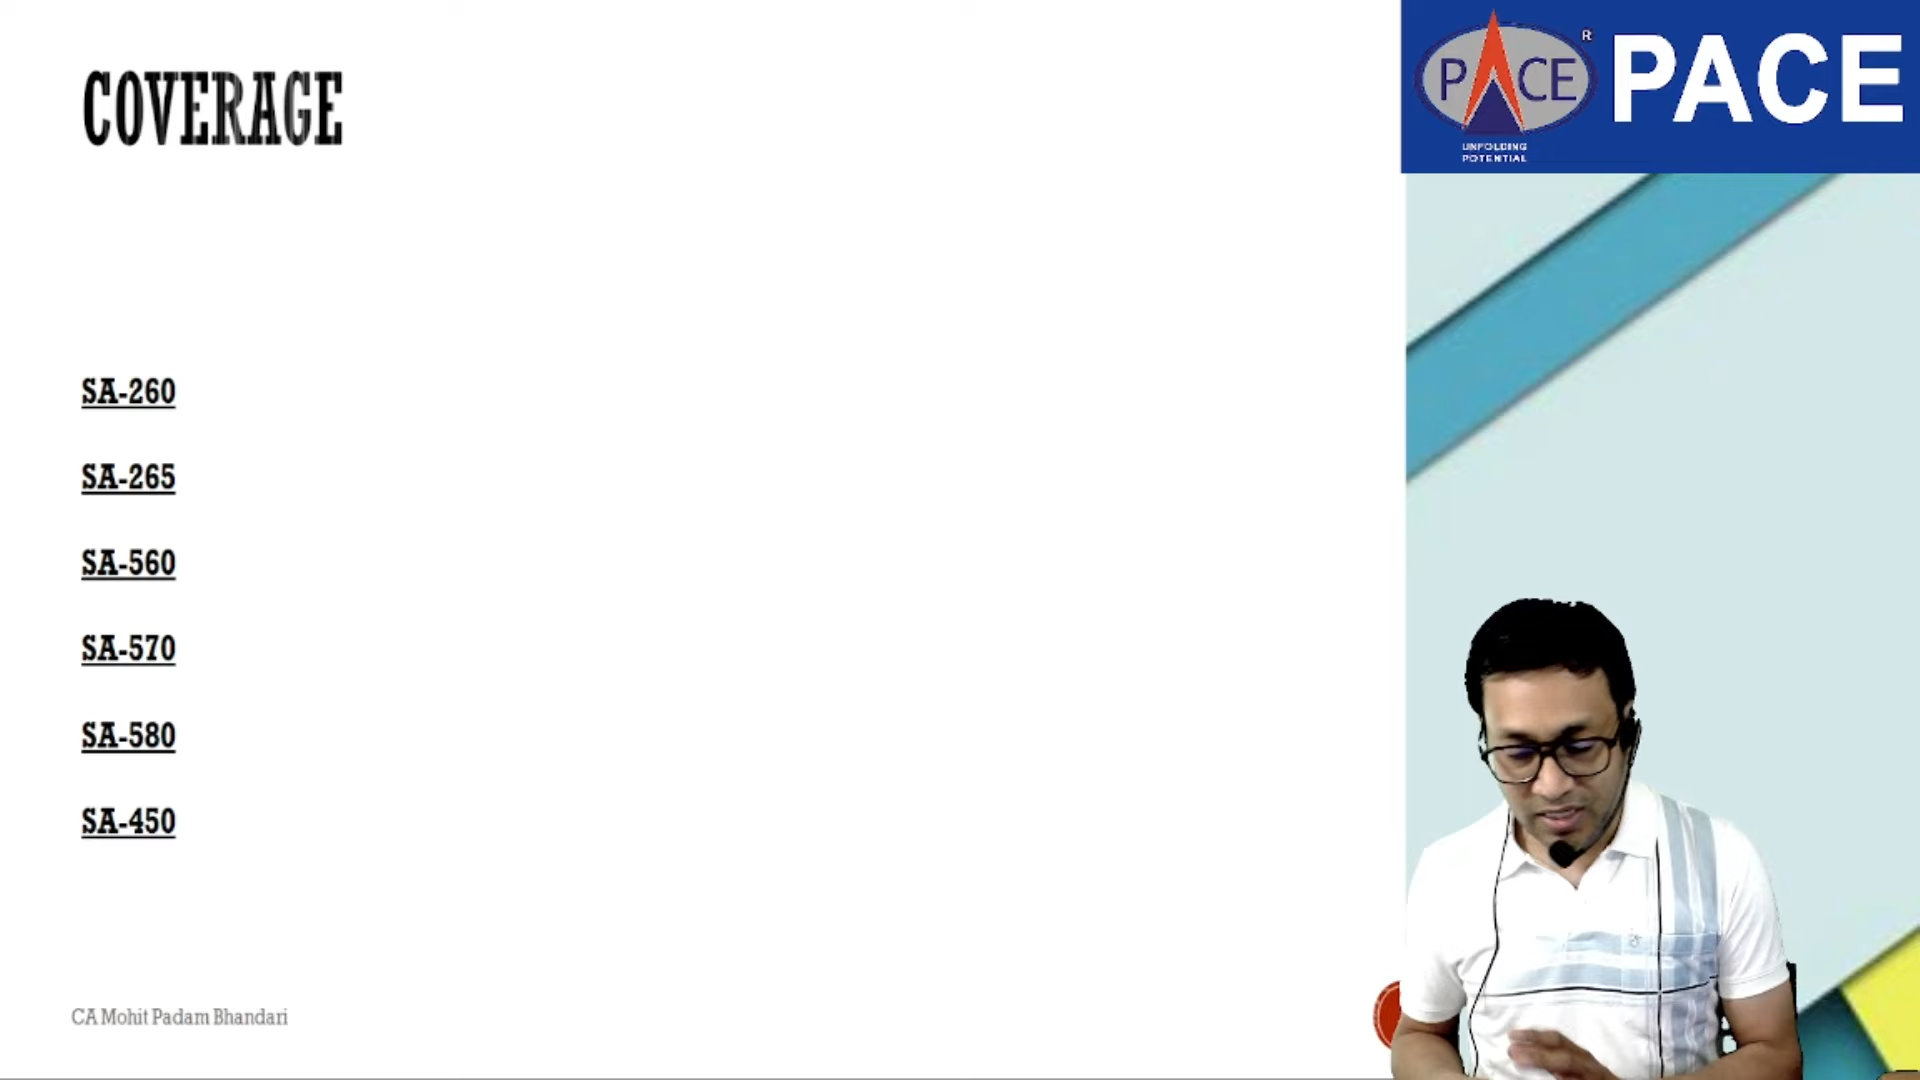 COVERAGE
PACE
R
PACE
UNFOLDING
POTENTIAL
SA-260
SA-265
SA-560
SA-570
SA-580
SA-450
CA Mohit Padam Bhandari